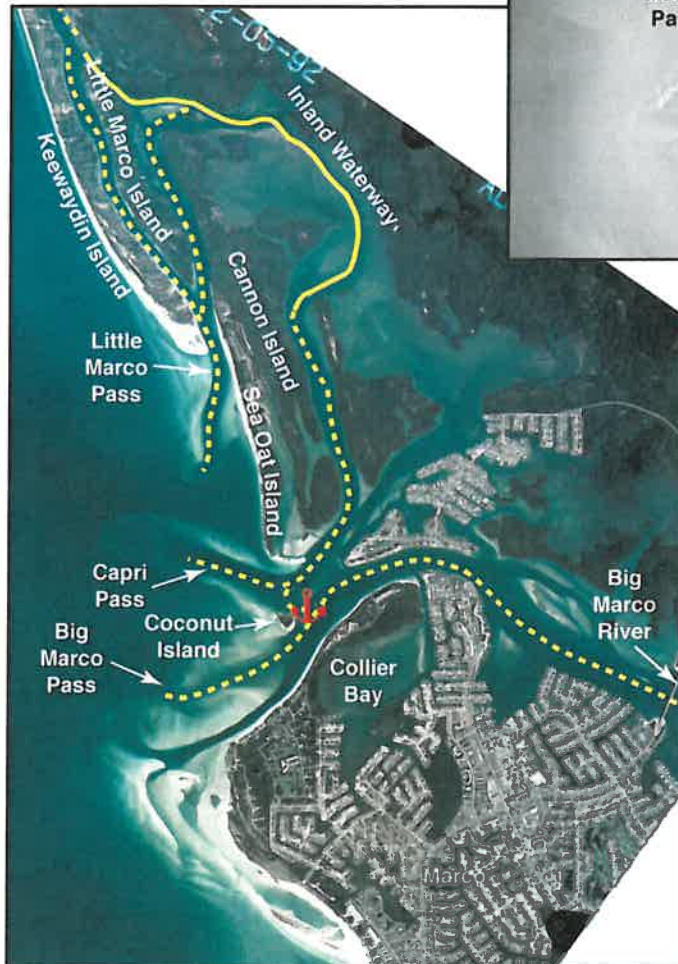 Pa
2-05-92
Little Marco Island
Inland Waterway
Keewaydin Island
Cannon Island
Little
Marco
Pass
Sea Oat Island
Capri
Pass
Coconut
Island
Big
Marco
Pass
Big
Marco
River
Collier
Bay
Marco